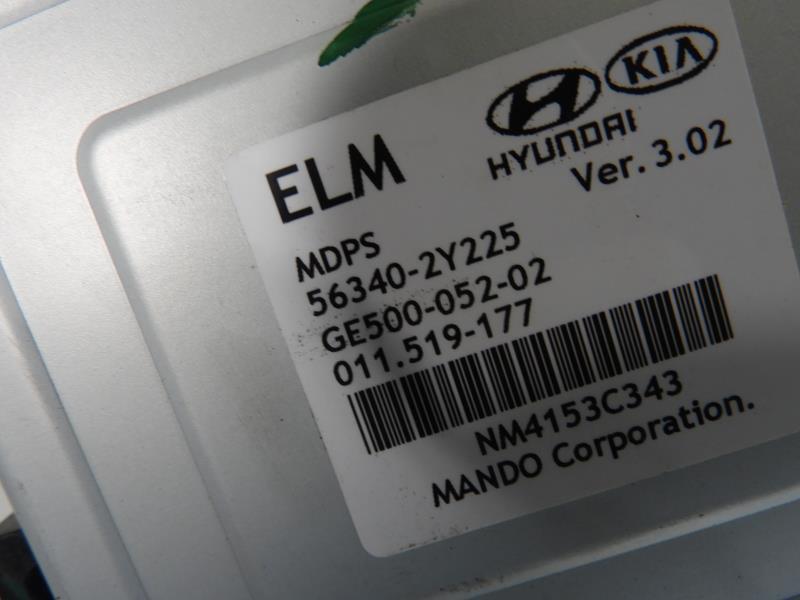 KIA
HYUNDAI
ELM
Ver. 3.02
MDPS
56340-2Y225
GE500-052-02
011.519-177
NM4153C343
MANDO Corporation.